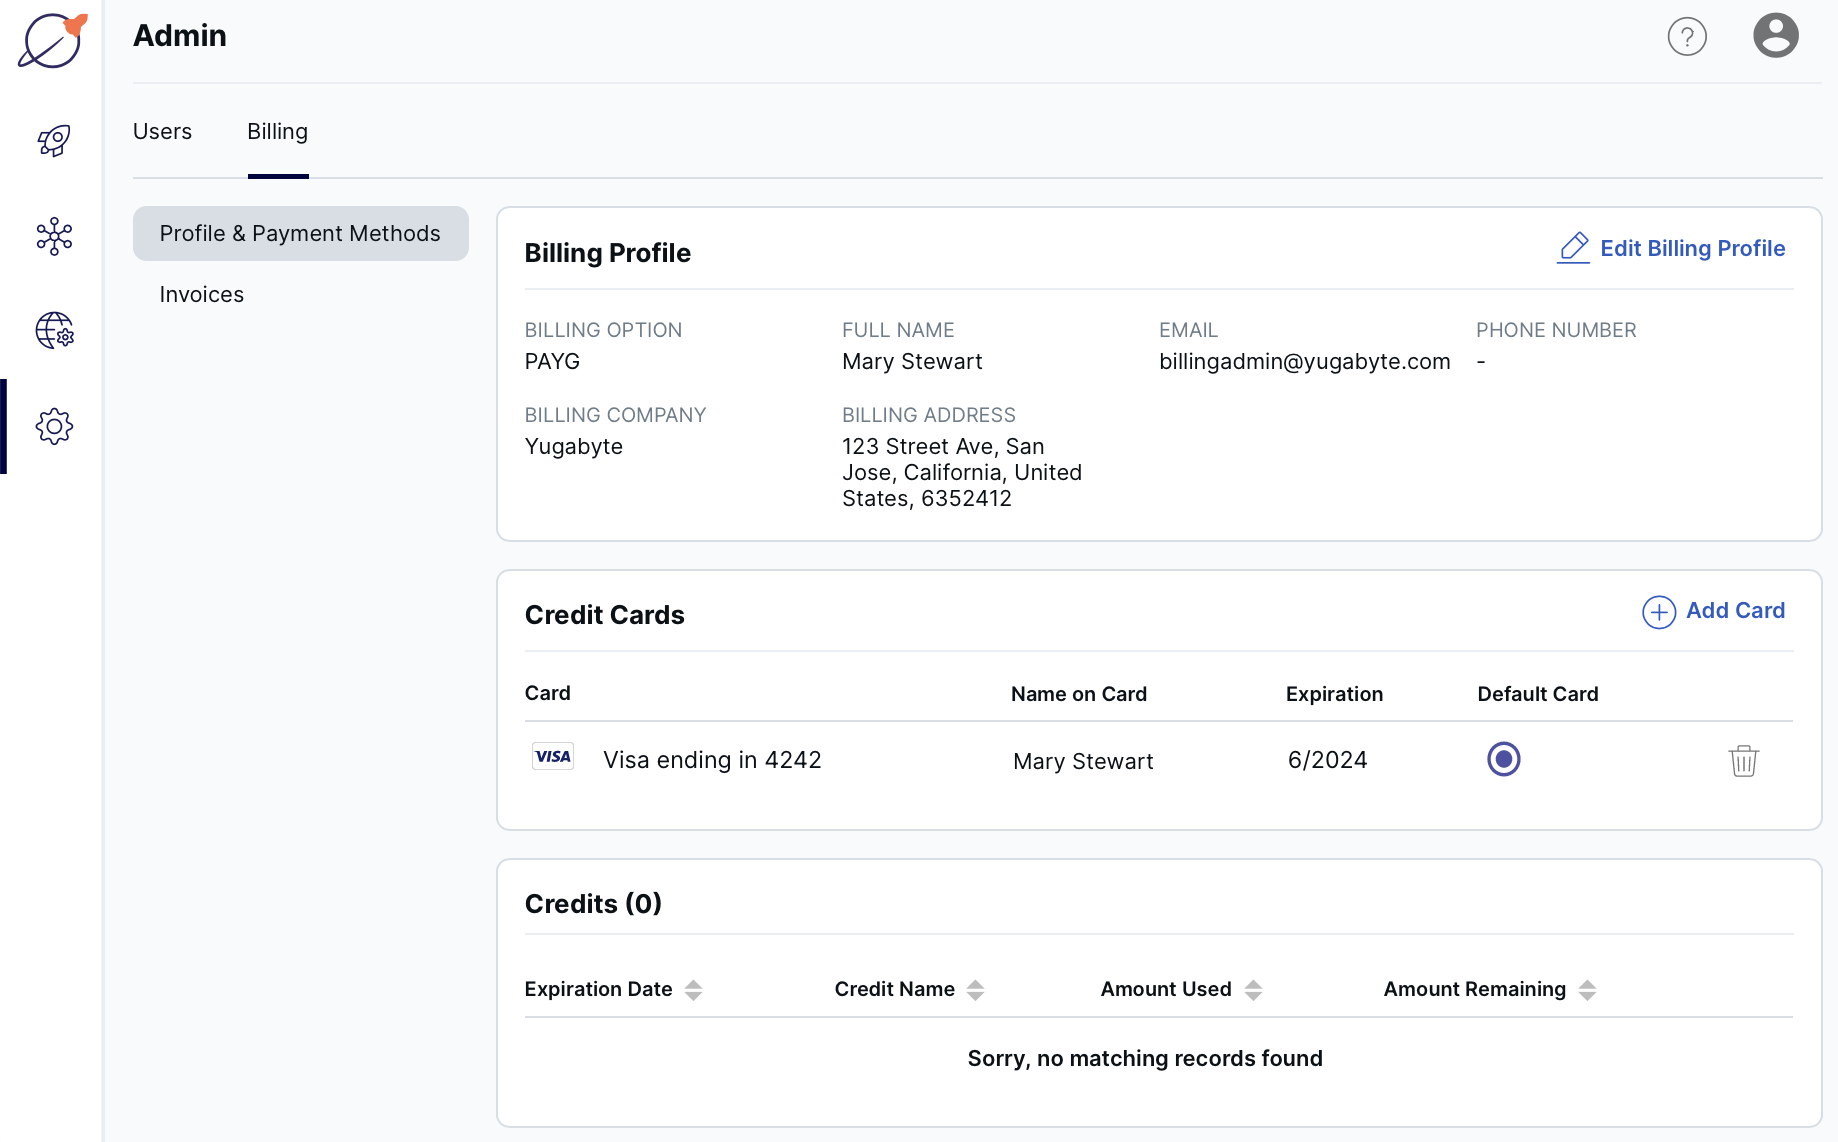 Admin
?
Users Billing
Profile & Payment Methods
Invoices
Billing Profile
Edit Billing Profile
BILLING OPTION FULL NAME EMAIL PHONE NUMBER
PAYG Mary Stewart billingadmin@yugabyte.com -
BILLING COMPANY BILLING ADDRESS
Yugabyte 123 Street Ave, San
Jose, California, United
States, 6352412
Credit Cards
Add Card
Card Name on Card Expiration Default Card
VISA Visa ending in 4242 Mary Stewart 6/2024
Credits (0)
Expiration Date Credit Name Amount Used Amount Remaining
Sorry, no matching records found